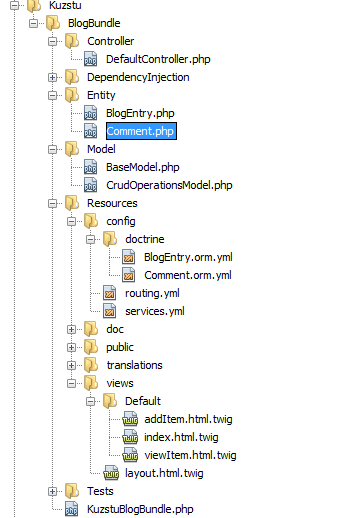 Kuzstu
BlogBundle
Controller
DefaultController.php
DependencyInjection
Entity
BlogEntry.php
Comment.php
Model
BaseModel.php
CrudOperationsModel.php
Resources
config
doctrine
BlogEntry.orm.yml
Comment.orm.yml
routing.yml
services.yml
doc
public
translations
views
Default
addItem.html.twig
index.html.twig
viewItem.html.twig
layout.html.twig
Tests
KuzstuBlogBundle.php